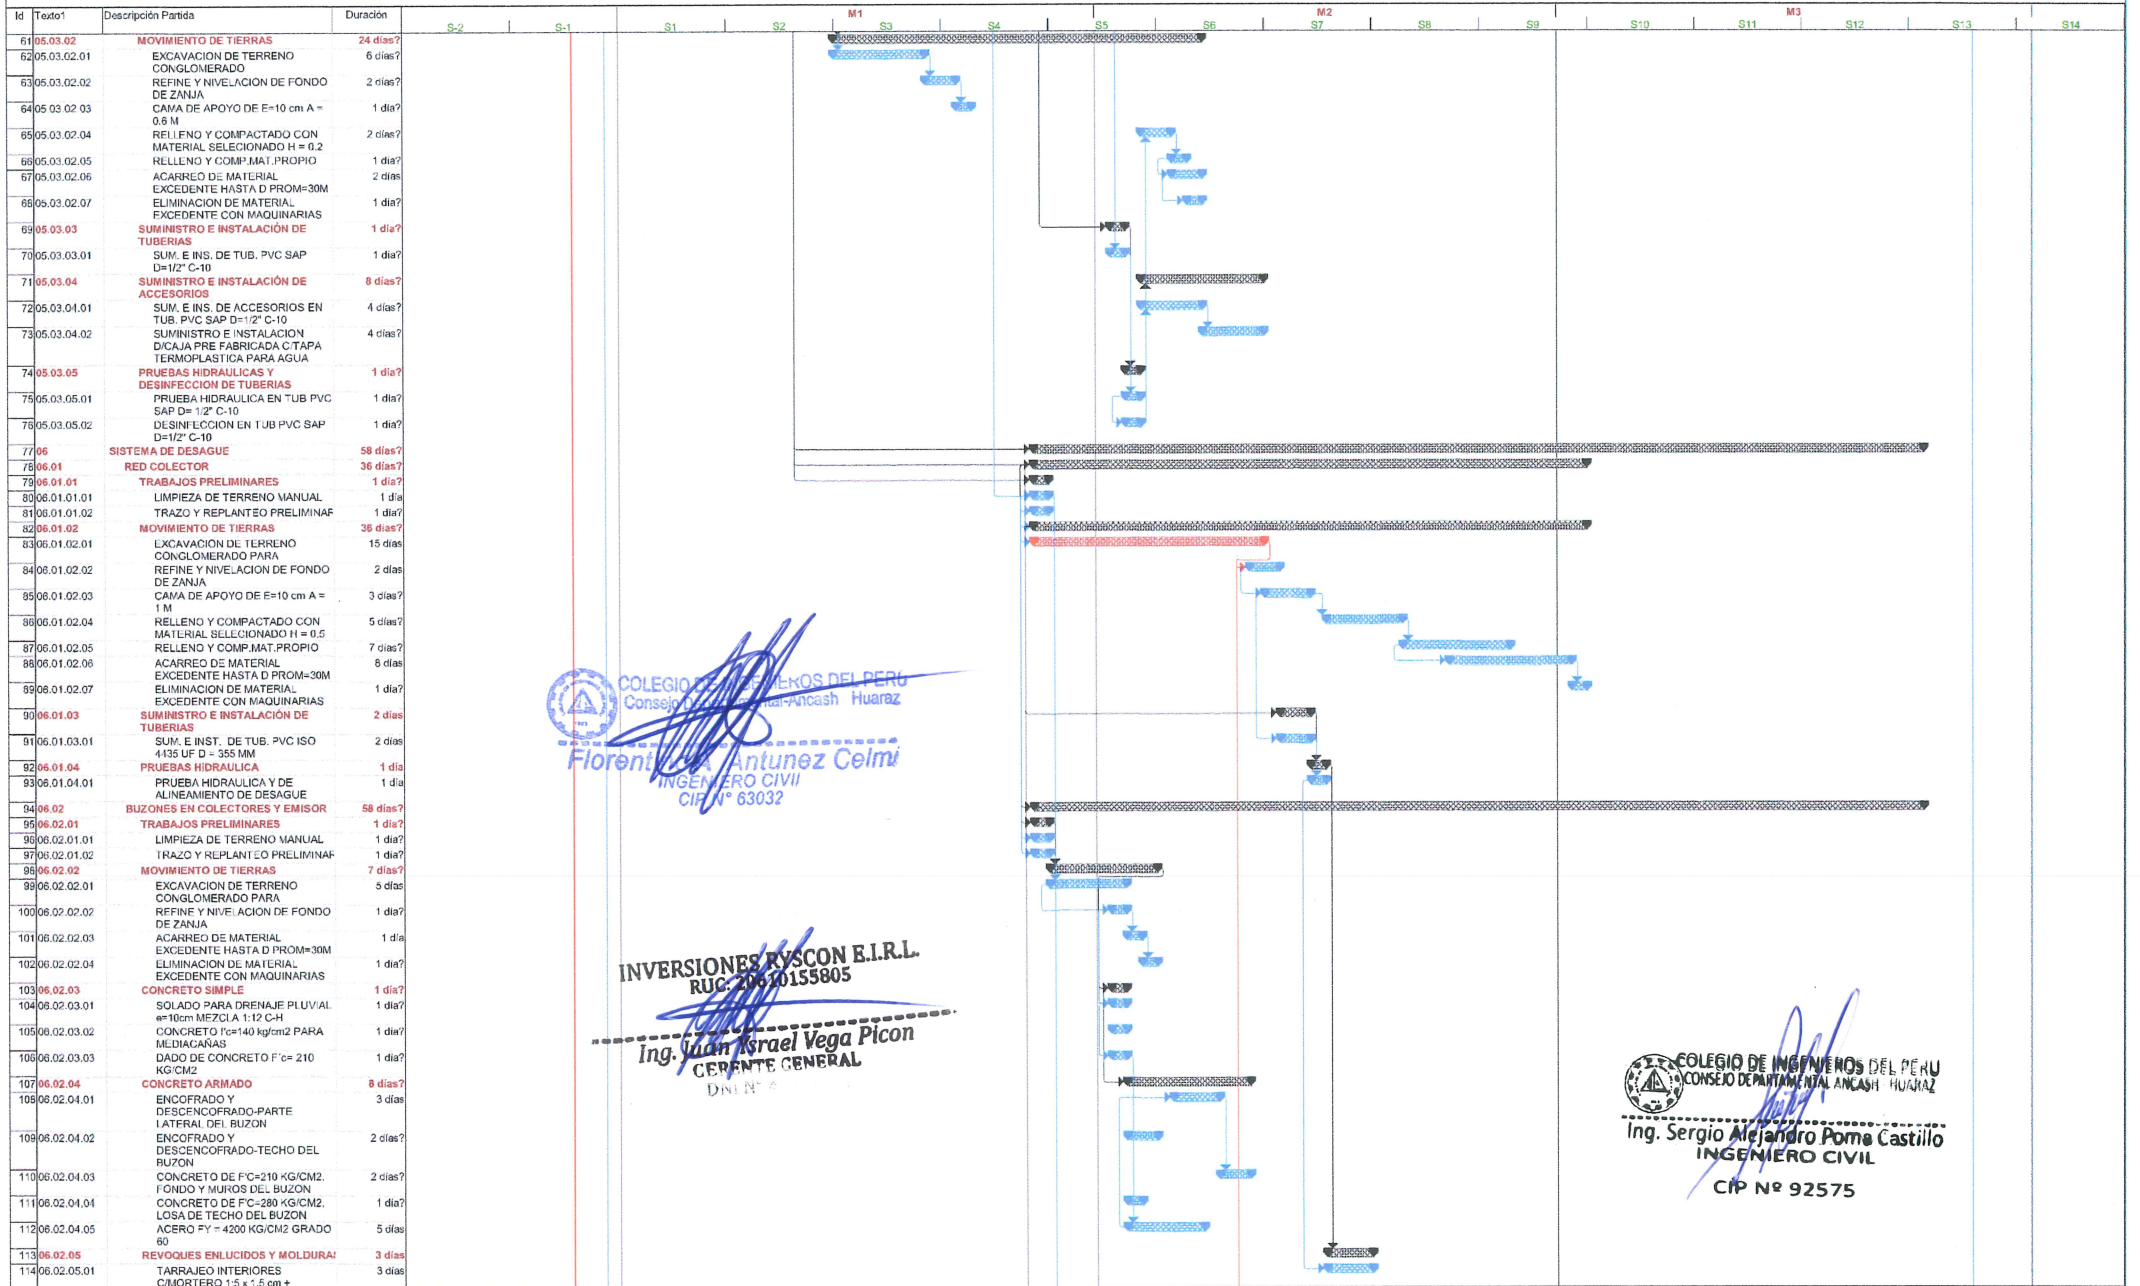 Id Texto1 Descripción Partida Duración
M1 M2 M3
S-2 S-1 S1 S2 S3 S4 S5 S6 S7 S8 S9 S10 S11 S12 S13 S14
61 05.03.02 MOVIMIENTO DE TIERRAS 24 días?
62 05.03.02.01 EXCAVACION DE TERRENO 6 días?
CONGLOMERADO
63 05.03.02.02 REFINE Y NIVELACION DE FONDO 2 días?
DE ZANJA
64 05.03.02.03 CAMA DE APOYO DE E=10 cm A = 1 día?
0.6 M
65 05.03.02.04 RELLENO Y COMPACTADO CON 2 días?
MATERIAL SELECIONADO H = 0.2
66 05.03.02.05 RELLENO Y COMP.MAT.PROPIO 1 día?
67 05.03.02.06 ACARREO DE MATERIAL 2 días
EXCEDENTE HASTA D PROM=30M
68 05.03.02.07 ELIMINACION DE MATERIAL 1 día?
EXCEDENTE CON MAQUINARIAS
69 05.03.03 SUMINISTRO E INSTALACIÓN DE 1 día?
TUBERIAS
70 05.03.03.01 SUM. E INS. DE TUB. PVC SAP 1 día?
D=1/2" C-10
71 05.03.04 SUMINISTRO E INSTALACIÓN DE 8 días?
ACCESORIOS
72 05.03.04.01 SUM. E INS. DE ACCESORIOS EN 4 días?
TUB. PVC SAP D=1/2" C-10
73 05.03.04.02 SUMINISTRO E INSTALACION 4 días?
D/CAJA PRE FABRICADA C/TAPA
TERMOPLASTICA PARA AGUA
74 05.03.05 PRUEBAS HIDRAULICAS Y 1 día?
DESINFECCION DE TUBERIAS
75 05.03.05.01 PRUEBA HIDRAULICA EN TUB PVC 1 día?
SAP D= 1/2" C-10
76 05.03.05.02 DESINFECCION EN TUB PVC SAP 1 día?
D=1/2" C-10
77 06 SISTEMA DE DESAGUE 58 días?
78 06.01 RED COLECTOR 36 días?
79 06.01.01 TRABAJOS PRELIMINARES 1 día?
80 06.01.01.01 LIMPIEZA DE TERRENO MANUAL 1 día
81 06.01.01.02 TRAZO Y REPLANTEO PRELIMINAR 1 día?
82 06.01.02 MOVIMIENTO DE TIERRAS 36 días?
83 06.01.02.01 EXCAVACION DE TERRENO 15 días
CONGLOMERADO PARA
84 06.01.02.02 REFINE Y NIVELACION DE FONDO 2 días
DE ZANJA
85 06.01.02.03 CAMA DE APOYO DE E=10 cm A = 3 días?
1 M
86 06.01.02.04 RELLENO Y COMPACTADO CON 5 días?
MATERIAL SELECIONADO H = 0.5
87 06.01.02.05 RELLENO Y COMP.MAT.PROPIO 7 días?
88 06.01.02.06 ACARREO DE MATERIAL 8 días
EXCEDENTE HASTA D PROM=30M
89 06.01.02.07 ELIMINACION DE MATERIAL 1 día?
EXCEDENTE CON MAQUINARIAS
90 06.01.03 SUMINISTRO E INSTALACIÓN DE 2 días
TUBERIAS
91 06.01.03.01 SUM. E INST. DE TUB. PVC ISO 2 días
4435 UF D = 355 MM
92 06.01.04 PRUEBAS HIDRAULICA 1 día
93 06.01.04.01 PRUEBA HIDRAULICA Y DE 1 día
ALINEAMIENTO DE DESAGUE
94 06.02 BUZONES EN COLECTORES Y EMISOR 58 días?
95 06.02.01 TRABAJOS PRELIMINARES 1 día?
96 06.02.01.01 LIMPIEZA DE TERRENO MANUAL 1 día?
97 06.02.01.02 TRAZO Y REPLANTEO PRELIMINAR 1 día?
98 06.02.02 MOVIMIENTO DE TIERRAS 7 días?
99 06.02.02.01 EXCAVACION DE TERRENO 5 días
CONGLOMERADO PARA
100 06.02.02.02 REFINE Y NIVELACION DE FONDO 1 día?
DE ZANJA
101 06.02.02.03 ACARREO DE MATERIAL 1 día
EXCEDENTE HASTA D PROM=30M
102 06.02.02.04 ELIMINACION DE MATERIAL 1 día?
EXCEDENTE CON MAQUINARIAS
103 06.02.03 CONCRETO SIMPLE 1 día?
104 06.02.03.01 SOLADO PARA DRENAJE PLUVIAL 1 día?
e=10cm MEZCLA 1:12 C-H
105 06.02.03.02 CONCRETO f'c=140 kg/cm2 PARA 1 día?
MEDIACAÑAS
106 06.02.03.03 DADO DE CONCRETO F'c= 210 1 día?
KG/CM2
107 06.02.04 CONCRETO ARMADO 8 días?
108 06.02.04.01 ENCOFRADO Y 3 días
DESCENCOFRADO-PARTE
LATERAL DEL BUZON
109 06.02.04.02 ENCOFRADO Y 2 días?
DESCENCOFRADO-TECHO DEL
BUZON
110 06.02.04.03 CONCRETO DE F'C=210 KG/CM2. 2 días?
FONDO Y MUROS DEL BUZON
111 06.02.04.04 CONCRETO DE F'C=280 KG/CM2. 1 día?
LOSA DE TECHO DEL BUZON
112 06.02.04.05 ACERO FY = 4200 KG/CM2 GRADO 5 días
60
113 06.02.05 REVOQUES ENLUCIDOS Y MOLDURAS 3 días
114 06.02.05.01 TARRAJEO INTERIORES 3 días
C/MORTERO 1:5 x 1.5 cm +
COLEGIO DE INGENIEROS DEL PERU
Consejo Departamental-Ancash Huaraz
Antunez Celmi
INGENIERO CIVIL
CIP N° 63032
INVERSIONES RYSCON E.I.R.L.
RUC: 20610155805
Ing. Juan Ysrael Vega Picon
GERENTE GENERAL
DNI N°
COLEGIO DE INGENIEROS DEL PERU
CONSEJO DEPARTAMENTAL ANCASH - HUARAZ
Ing. Sergio Alejandro Poma Castillo
INGENIERO CIVIL
CIP Nº 92575